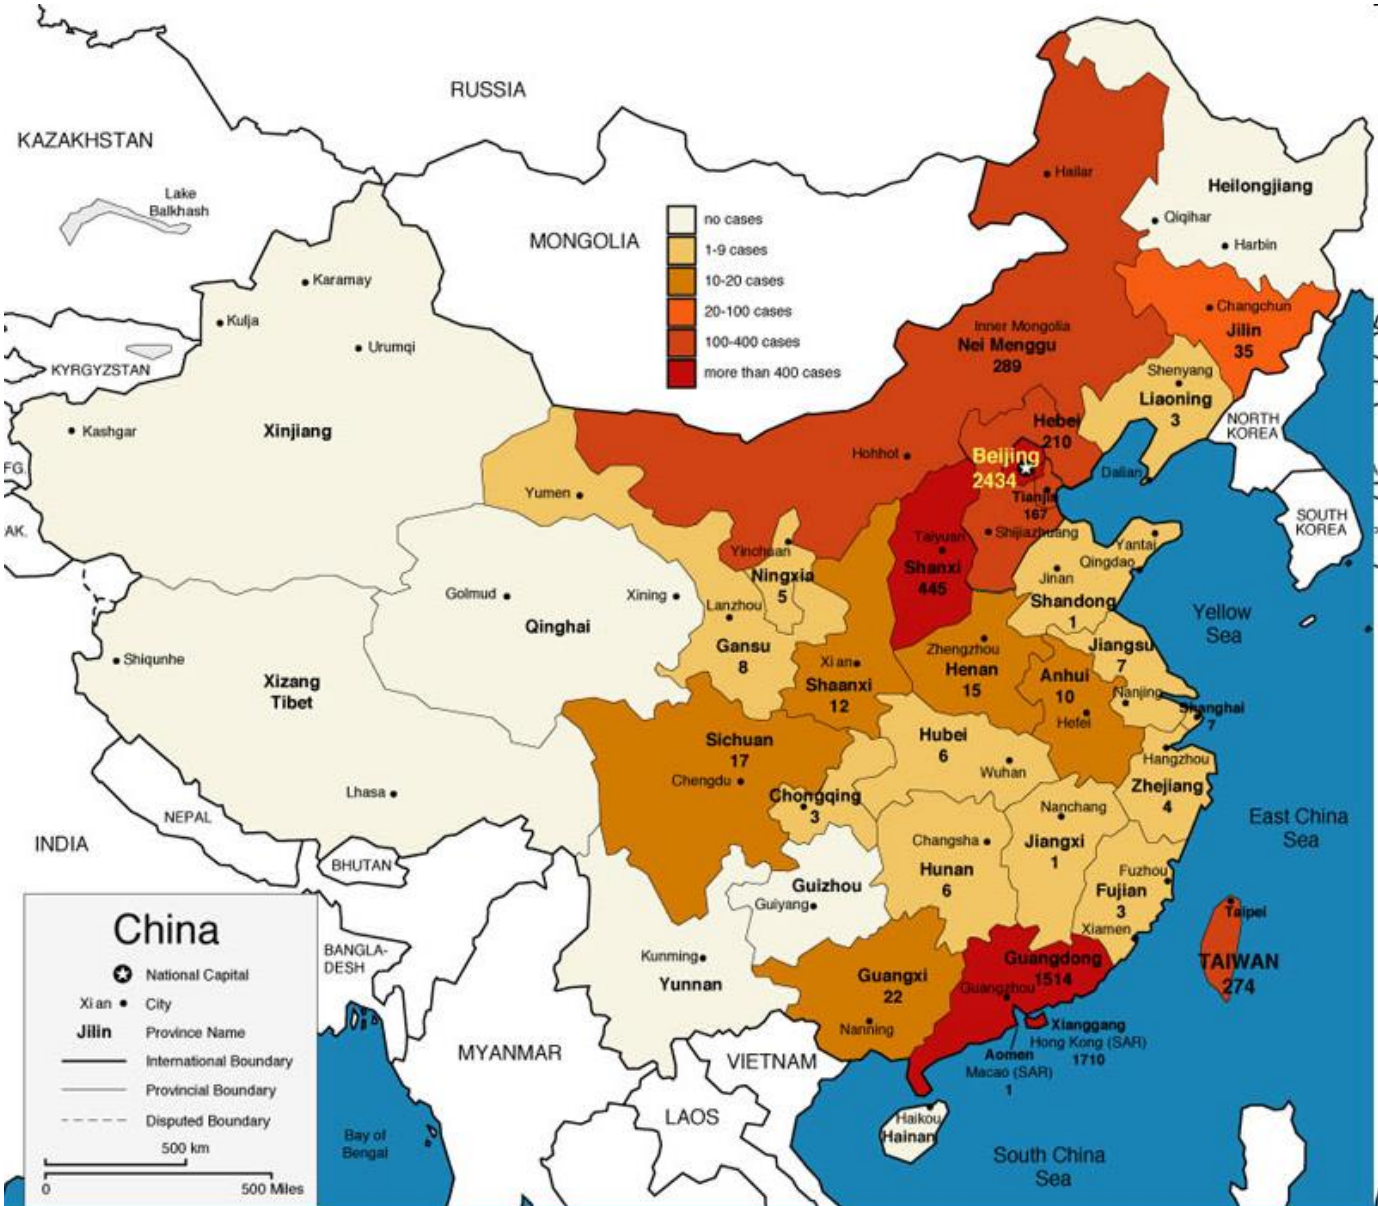 RUSSIA
KAZAKHSTAN
Lake
Balkhash
MONGOLIA
no cases
1-9 cases
10-20 cases
20-100 cases
100-400 cases
more than 400 cases
Hailar
Heilongjiang
Qiqihar
Harbin
Karamay
Kulja
Urumqi
KYRGYZSTAN
Changchun
Jilin
35
Inner Mongolia
Nei Menggu
289
Shenyang
Liaoning
3
NORTH
KOREA
Kashgar
Xinjiang
Hebei
210
Hohhot
Beijing
2434
Dalian
FG.
Yumen
Tianjin
167
SOUTH
KOREA
AK.
Shijiazhuang
Yantai
Qingdao
Taiyuan
Shanxi
445
Yinchuan
Ningxia
5
Jinan
Shandong
1
Golmud
Xining
Qinghai
Lanzhou
Gansu
8
Yellow
Sea
Shiqunhe
Xizang
Tibet
Xi an
Shaanxi
12
Zhengzhou
Henan
15
Anhui
10
Hefei
Jiangsu
7
Nanjing
Shanghai
7
Sichuan
17
Chengdu
Hubei
6
Wuhan
Hangzhou
Zhejiang
4
Lhasa
Chongqing
3
Nanchang
Jiangxi
1
NEPAL
INDIA
BHUTAN
Changsha
Hunan
6
East China
Sea
Guizhou
Guiyang
Fuzhou
Fujian
3
Xiamen
Taipei
TAIWAN
274
BANGLA-
DESH
Kunming
Yunnan
Guangxi
22
Nanning
Guangdong
1514
Guangzhou
Xianggang
Hong Kong (SAR)
1710
Aomen
Macao (SAR)
1
MYANMAR
VIETNAM
LAOS
Haikou
Hainan
South China
Sea
Bay of
Bengal
China
National Capital
Xi an City
Jilin Province Name
International Boundary
Provincial Boundary
Disputed Boundary
500 km
0 500 Miles